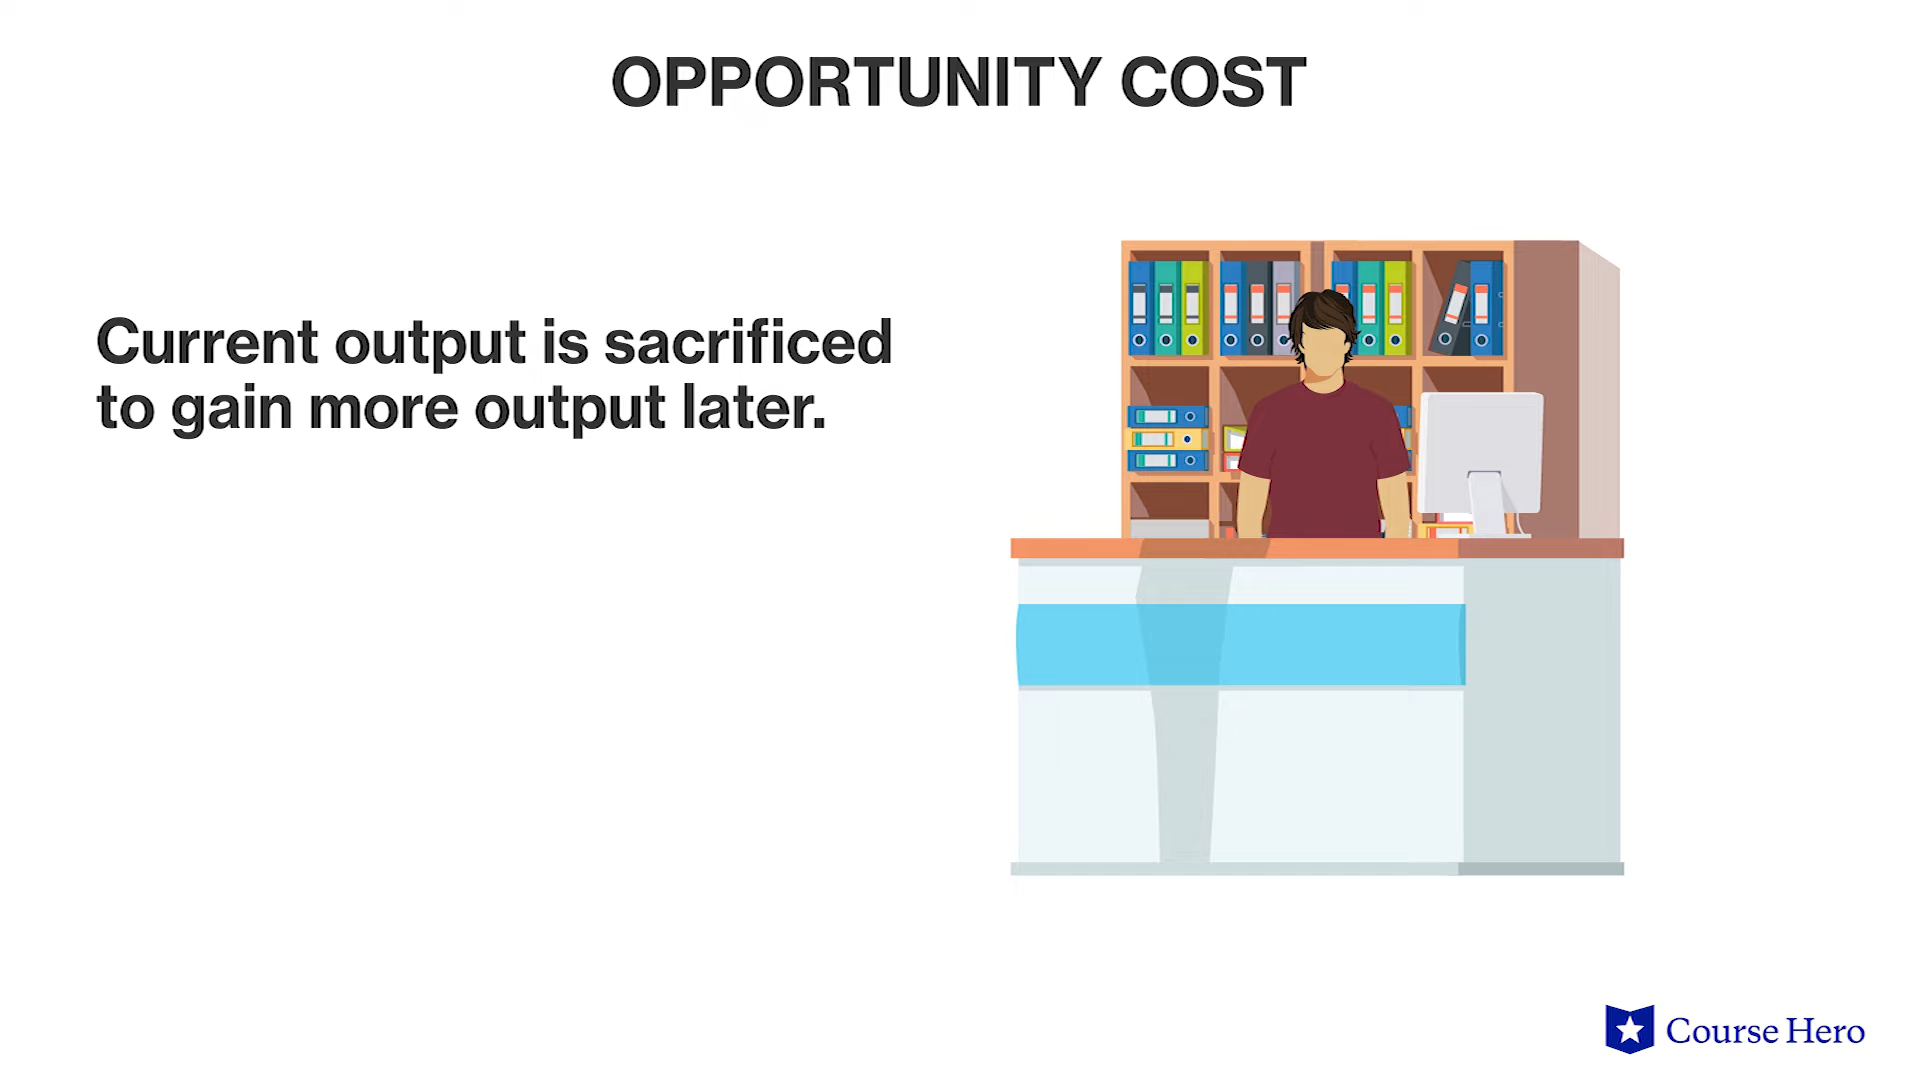 OPPORTUNITY COST
Current output is sacrificed
to gain more output later.
Course Hero